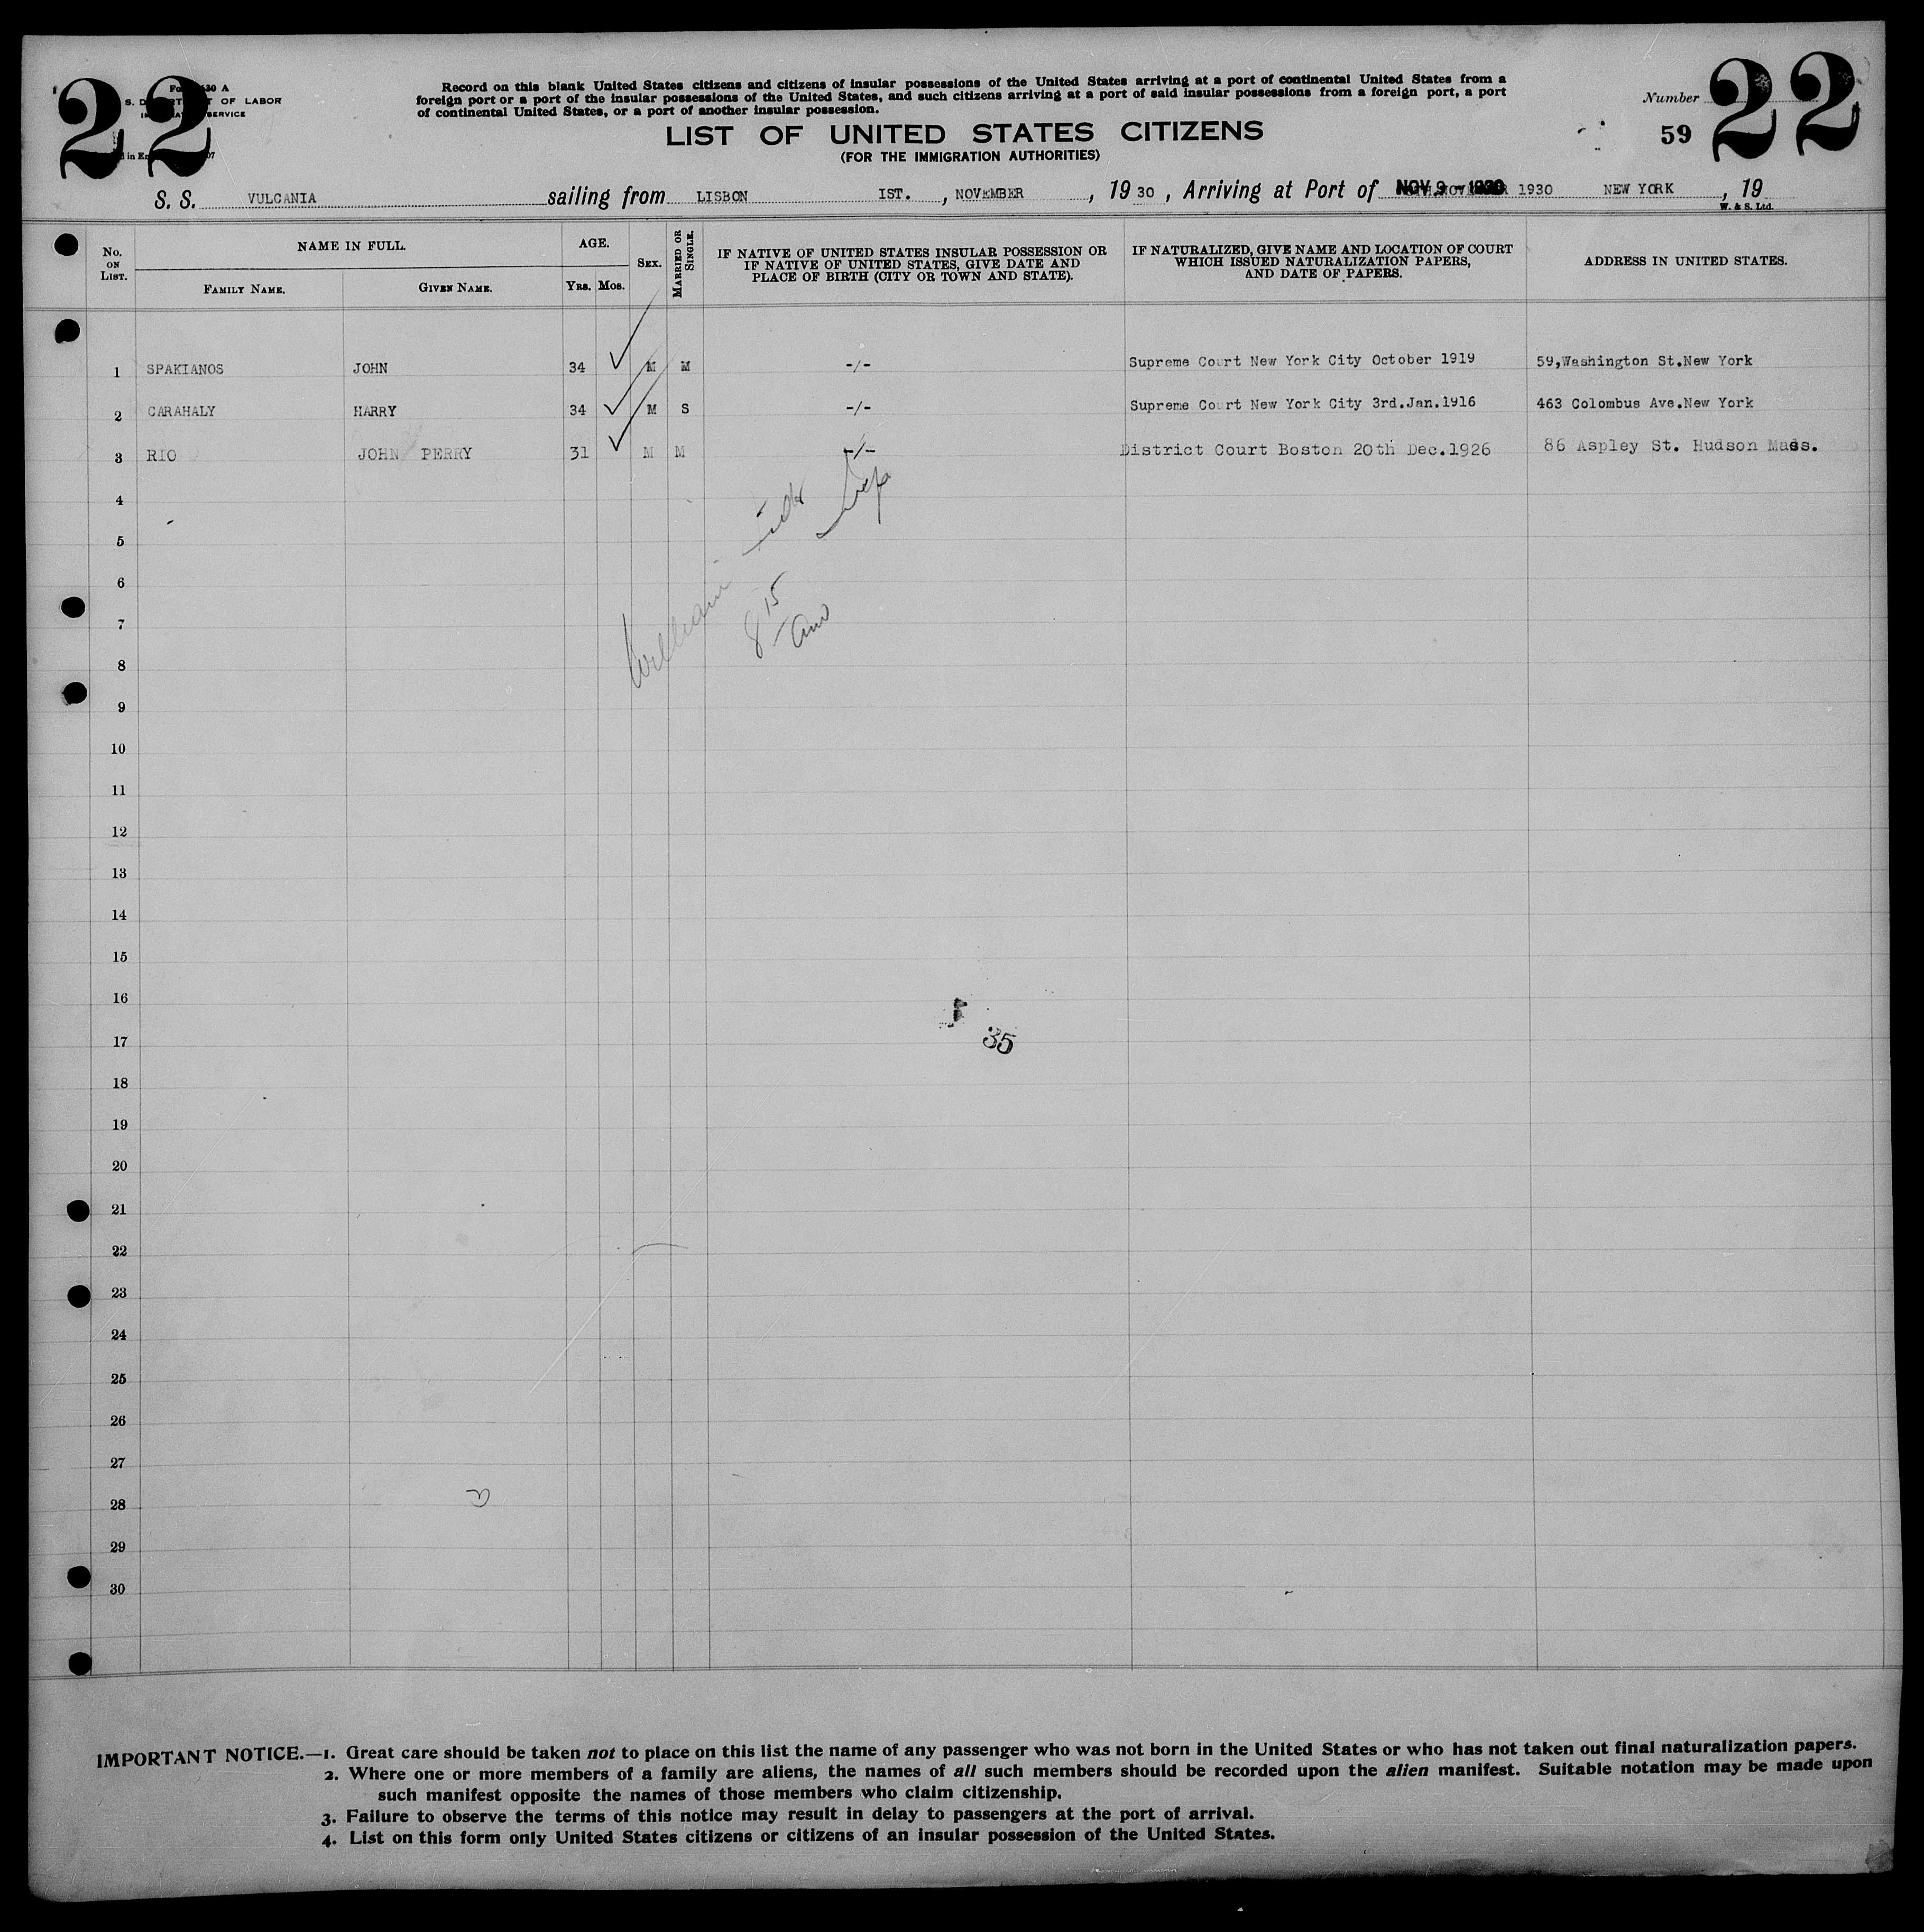 22
22
A
OF LABOR
SERVICE
Record on this blank United States citizens and citizens of insular possessions of the United States arriving at a port of continental United States from a
foreign port or a port of the insular possessions of the United States, and such citizens arriving at a port of said insular possessions from a foreign port, a port
of continental United States, or a port of another insular possession.
Number
59
LIST OF UNITED STATES CITIZENS
(FOR THE IMMIGRATION AUTHORITIES)
S. S. VULCANIA sailing from LISBON IST. , NOVEMBER , 19 30 , Arriving at Port of NOV 9 - 1930 1930 NEW YORK , 19
W. & S. Ltd.
No. ON LIST.
NAME IN FULL.
FAMILY NAME.
GIVEN NAME.
AGE.
YRS. MOS.
SEX.
MARRIED OR SINGLE.
IF NATIVE OF UNITED STATES INSULAR POSSESSION OR
IF NATIVE OF UNITED STATES, GIVE DATE AND
PLACE OF BIRTH (CITY OR TOWN AND STATE).
IF NATURALIZED, GIVE NAME AND LOCATION OF COURT
WHICH ISSUED NATURALIZATION PAPERS,
AND DATE OF PAPERS.
ADDRESS IN UNITED STATES.
1 SPAKIANOS JOHN 34 M M -/- Supreme Court New York City October 1919 59,Washington St.New York
2 CARAHALY HARRY 34 M S -/- Supreme Court New York City 3rd.Jan.1916 463 Colombus Ave.New York
3 RIO JOHN PERRY 31 M M -/- District Court Boston 20th Dec.1926 86 Aspley St. Hudson Mass.
4
5
6
7
William
8 15
8
9
10
11
12
13
14
15
16
17
35
18
19
20
21
22
23
24
25
26
27
28
29
30
IMPORTANT NOTICE.—1. Great care should be taken not to place on this list the name of any passenger who was not born in the United States or who has not taken out final naturalization papers.
2. Where one or more members of a family are aliens, the names of all such members should be recorded upon the alien manifest. Suitable notation may be made upon
such manifest opposite the names of those members who claim citizenship.
3. Failure to observe the terms of this notice may result in delay to passengers at the port of arrival.
4. List on this form only United States citizens or citizens of an insular possession of the United States.